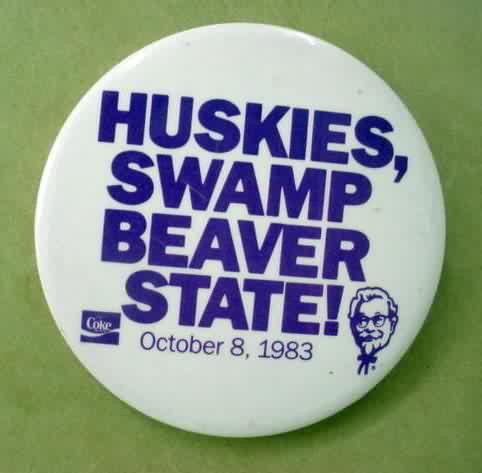 HUSKIES,
SWAMP
BEAVER
STATE!
Coke
October 8, 1983